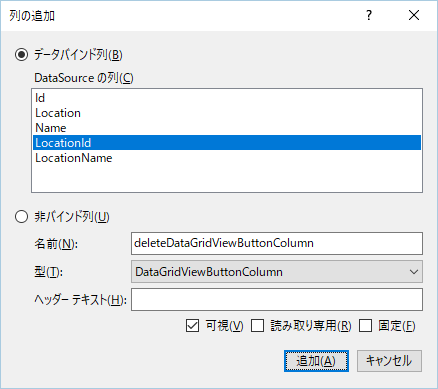 列の追加
?
データバインド列(B)
DataSource の列(C)
Id
Location
Name
LocationId
LocationName
非バインド列(U)
名前(N): deleteDataGridViewButtonColumn
型(T): DataGridViewButtonColumn
ヘッダー テキスト(H):
可視(V) 読み取り専用(R) 固定(F)
追加(A) キャンセル